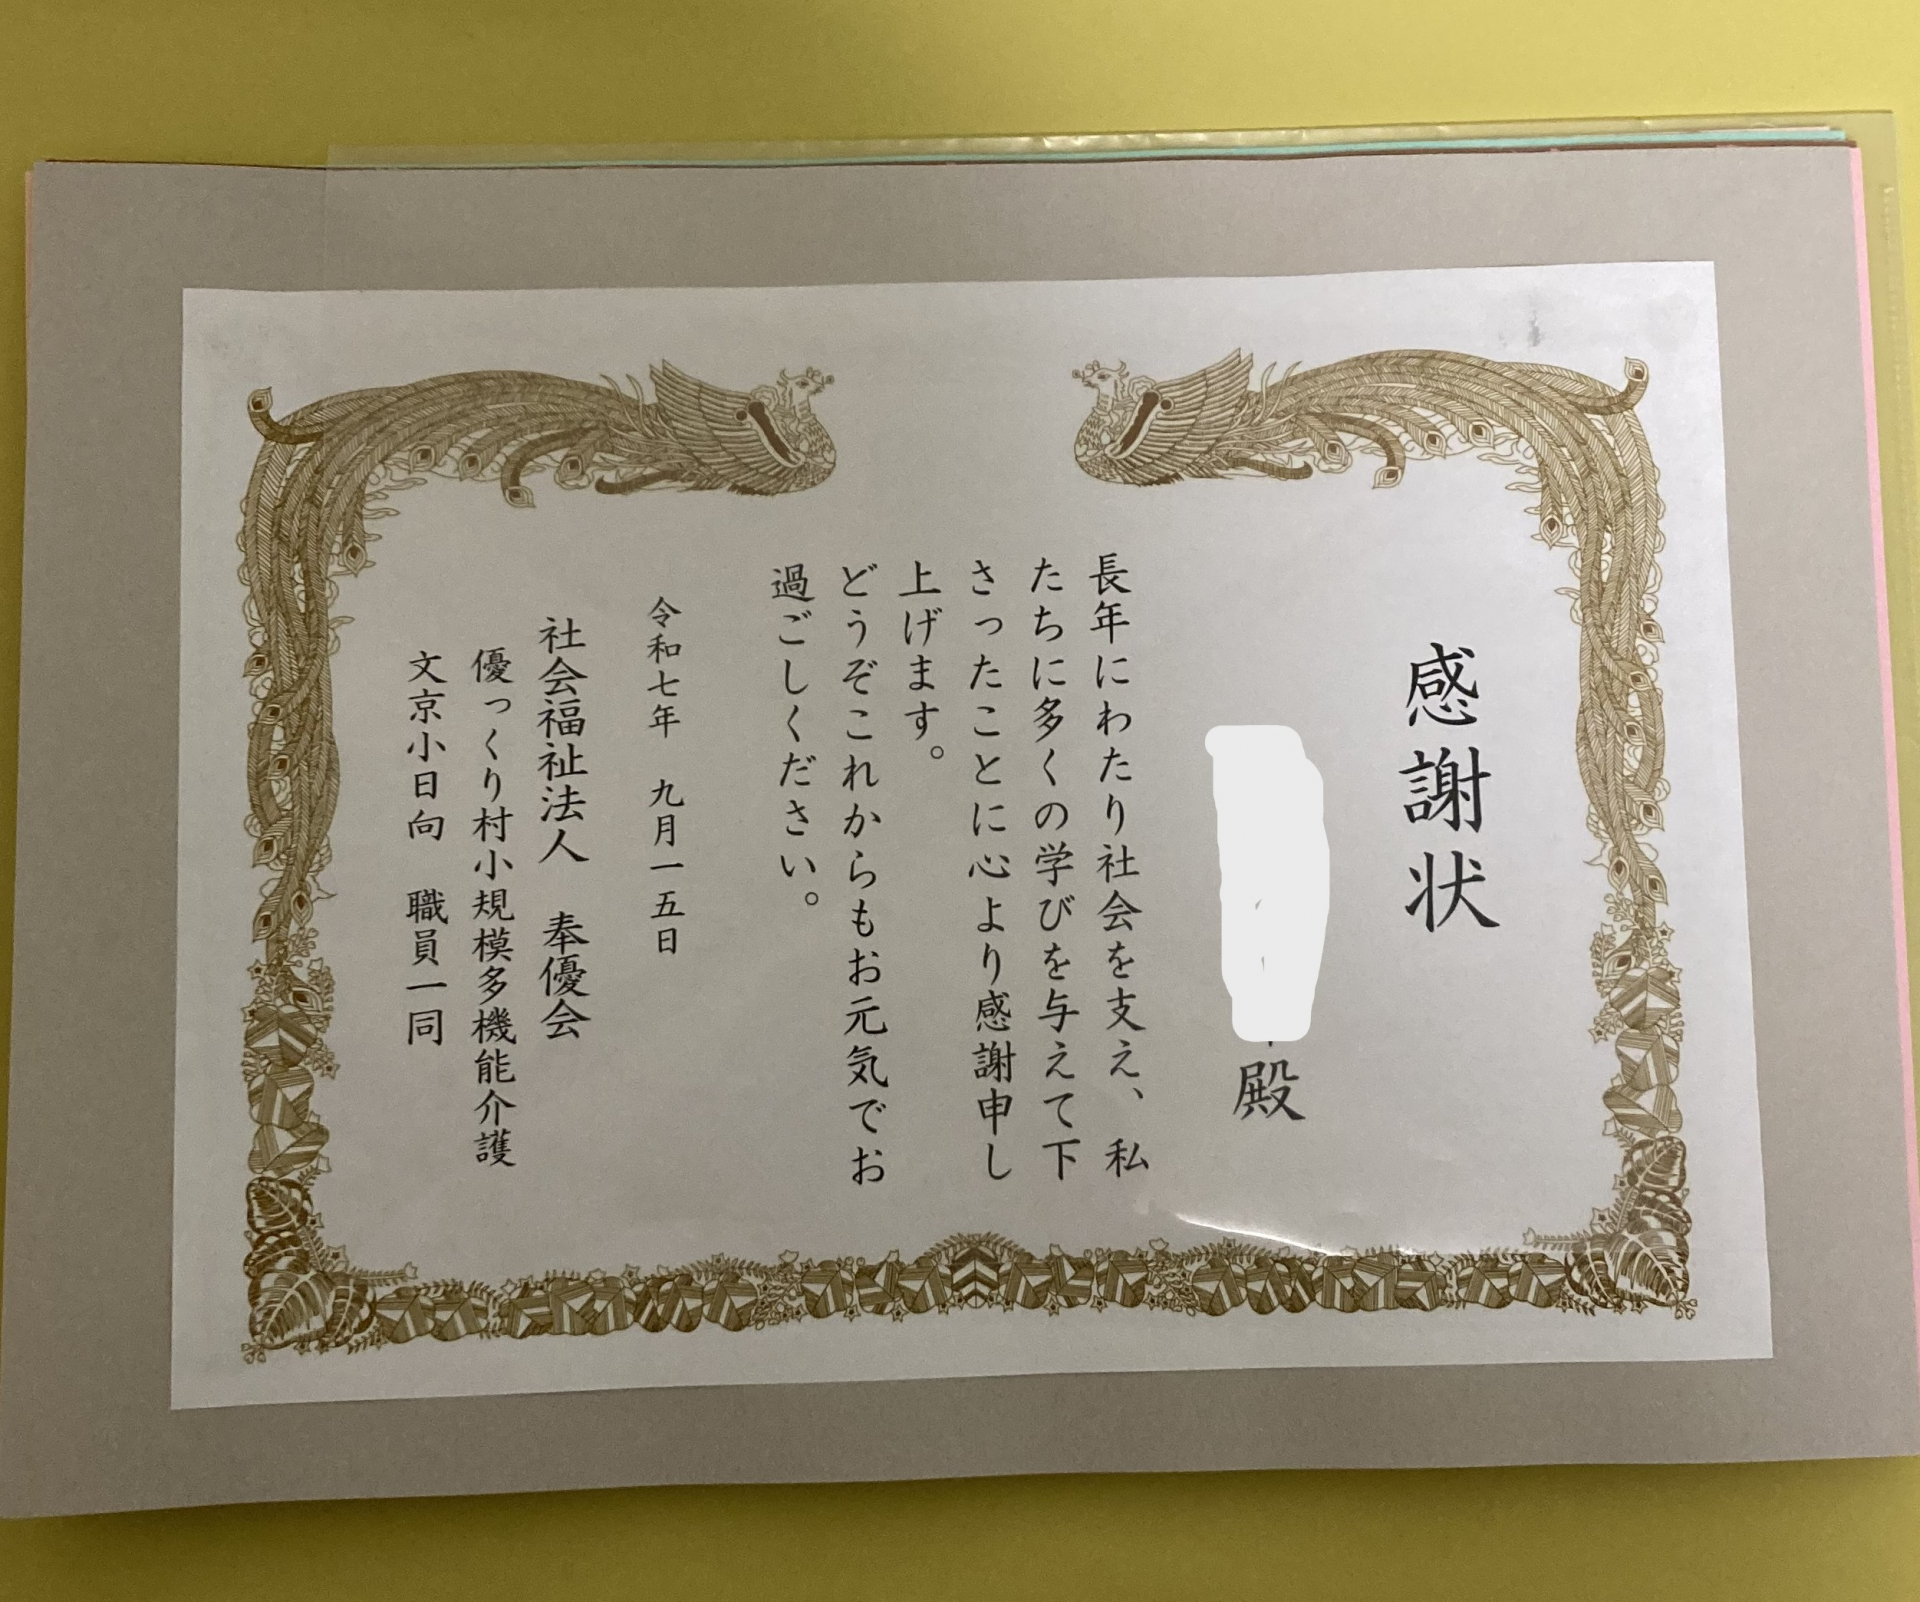 感謝状
殿
長年にわたり社会を支え、私
たちに多くの学びを与えて下
さったことに心より感謝申し
上げます。
どうぞこれからもお元気でお
過ごしください。
令和七年　九月一五日
社会福祉法人　奉優会
優っくり村小規模多機能介護
文京小日向　職員一同